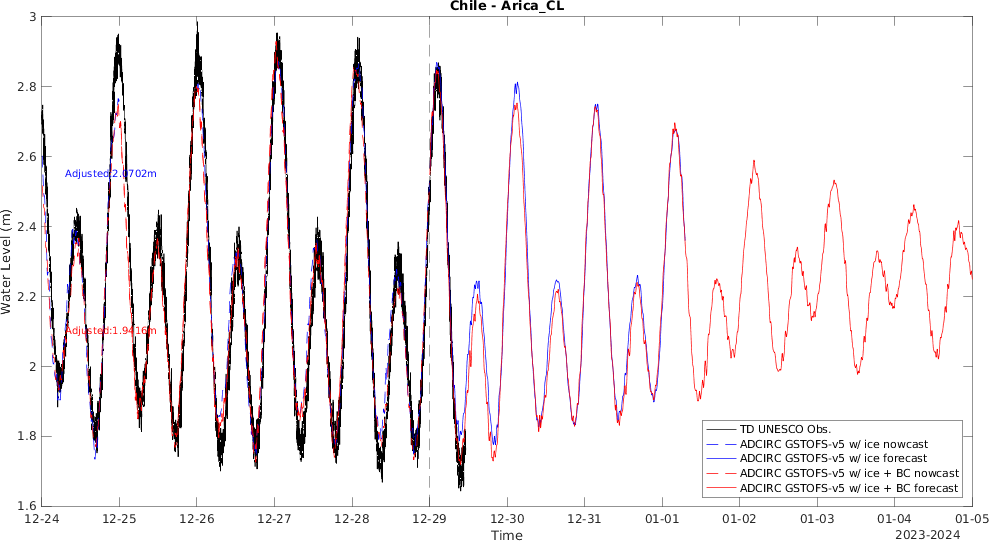 Chile - Arica_CL
3
2.8
2.6
2.4
2.2
2
1.8
1.6
Water Level (m)
Adjusted:2.0702m
Adjusted:1.9416m
TD UNESCO Obs.
ADCIRC GSTOFS-v5 w/ ice nowcast
ADCIRC GSTOFS-v5 w/ ice forecast
ADCIRC GSTOFS-v5 w/ ice + BC nowcast
ADCIRC GSTOFS-v5 w/ ice + BC forecast
12-24 12-25 12-26 12-27 12-28 12-29 12-30 12-31 01-01 01-02 01-03 01-04 01-05
Time
2023-2024